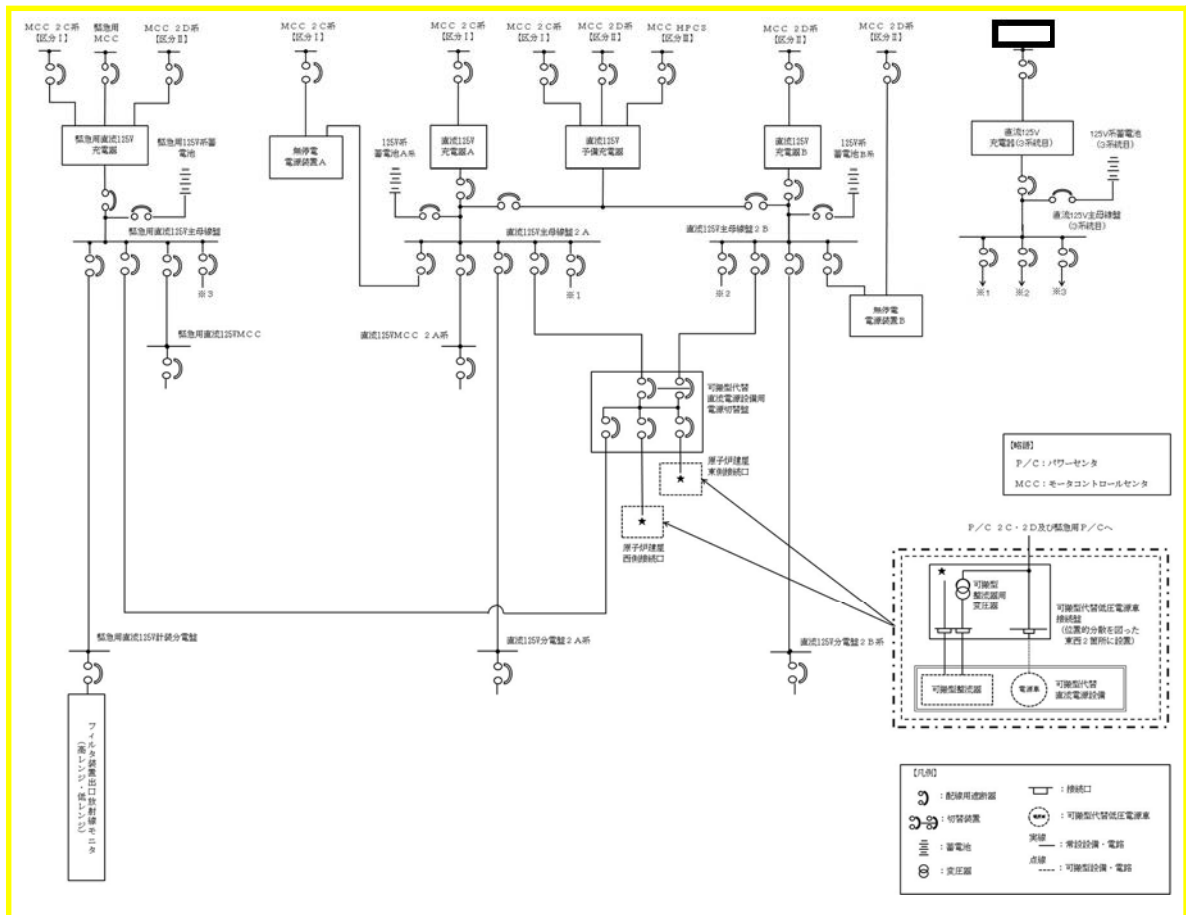 MCC 2C系
【区分Ⅰ】
緊急用
MCC
MCC 2D系
【区分Ⅱ】
MCC 2C系
【区分Ⅰ】
MCC 2C系
【区分Ⅰ】
MCC 2C系
【区分Ⅰ】
MCC 2D系
【区分Ⅱ】
MCC HPCS
【区分Ⅲ】
MCC 2D系
【区分Ⅱ】
MCC 2D系
【区分Ⅱ】
緊急用直流125V
充電器
緊急用125V系蓄
電池
無停電
電源装置A
125V系
蓄電池A系
直流125V
充電器A
直流125V
予備充電器
直流125V
充電器B
125V系
蓄電池B系
直流125V
充電器(3系統目)
125V系蓄電池
(3系統目)
緊急用直流125V主母線盤
直流125V主母線盤2A
直流125V主母線盤2B
直流125V主母線盤
(3系統目)
※3
※1
※2
※1
※2
※3
無停電
電源装置B
緊急用直流125VMCC
直流125VMCC 2A系
可搬型代替
直流電源設備用
電源切替盤
原子炉建屋
東側接続口
★
★
原子炉建屋
西側接続口
【略語】
P/C:パワーセンタ
MCC:モータコントロールセンタ
P/C 2C・2D及び緊急用P/Cへ
★
可搬型
整流器用
変圧器
可搬型代替低圧電源車
接続盤
(位置的分散を図った
東西2箇所に設置)
可搬型整流器
電源車
可搬型代替
直流電源設備
緊急用直流125V計装分電盤
直流125V分電盤2A系
直流125V分電盤2B系
フィルタ装置出口放射線モニタ
(高レンジ・低レンジ)
【凡例】
:配線用遮断器
:切替装置
:蓄電池
:変圧器
:接続口
電源車
:可搬型代替低圧電源車
実線
:常設設備・電路
点線
:可搬型設備・電路